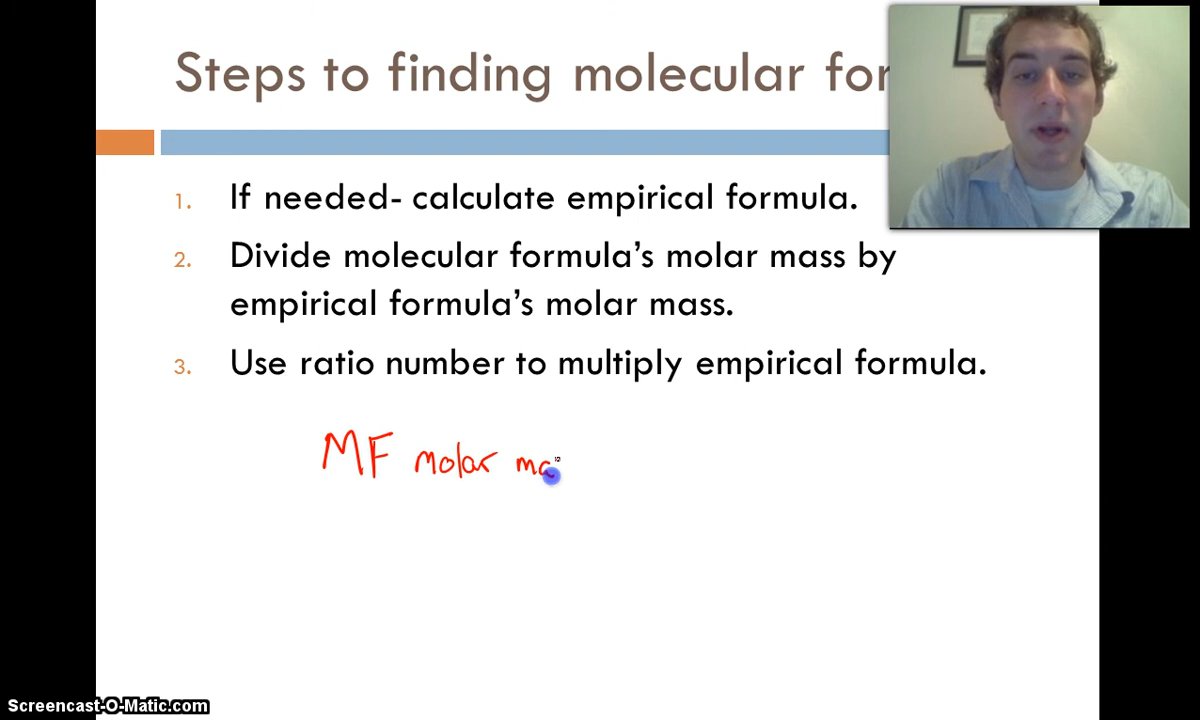 Steps to finding molecular for
1. If needed- calculate empirical formula.
2. Divide molecular formula’s molar mass by
empirical formula’s molar mass.
3. Use ratio number to multiply empirical formula.
MF molar ma
Screencast-O-Matic.com